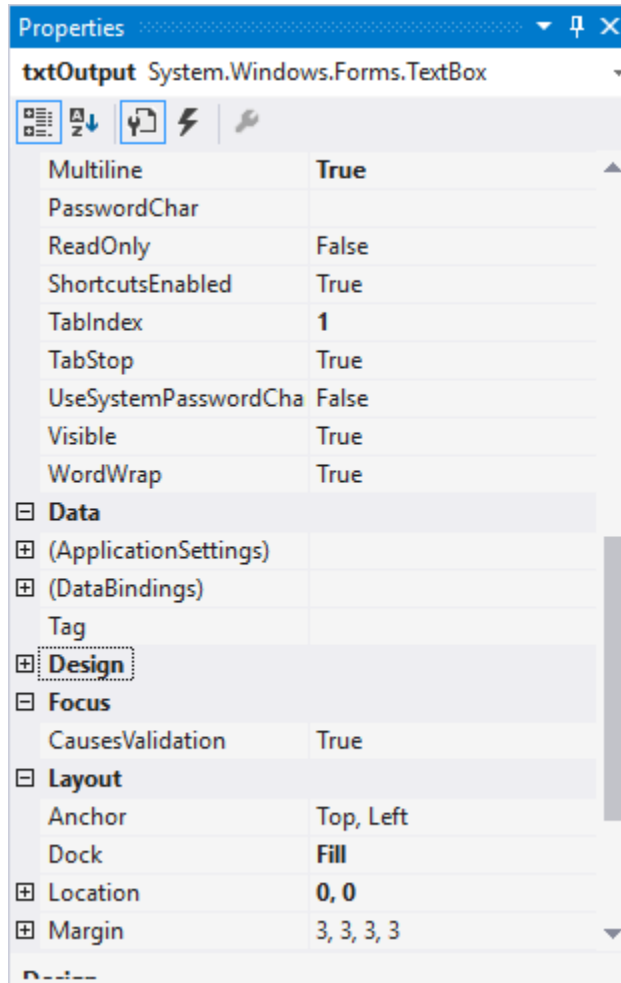 Properties
txtOutput System.Windows.Forms.TextBox
Multiline True
PasswordChar
ReadOnly False
ShortcutsEnabled True
TabIndex 1
TabStop True
UseSystemPasswordCha False
Visible True
WordWrap True
Data
(ApplicationSettings)
(DataBindings)
Tag
Design
Focus
CausesValidation True
Layout
Anchor Top, Left
Dock Fill
Location 0, 0
Margin 3, 3, 3, 3
Design